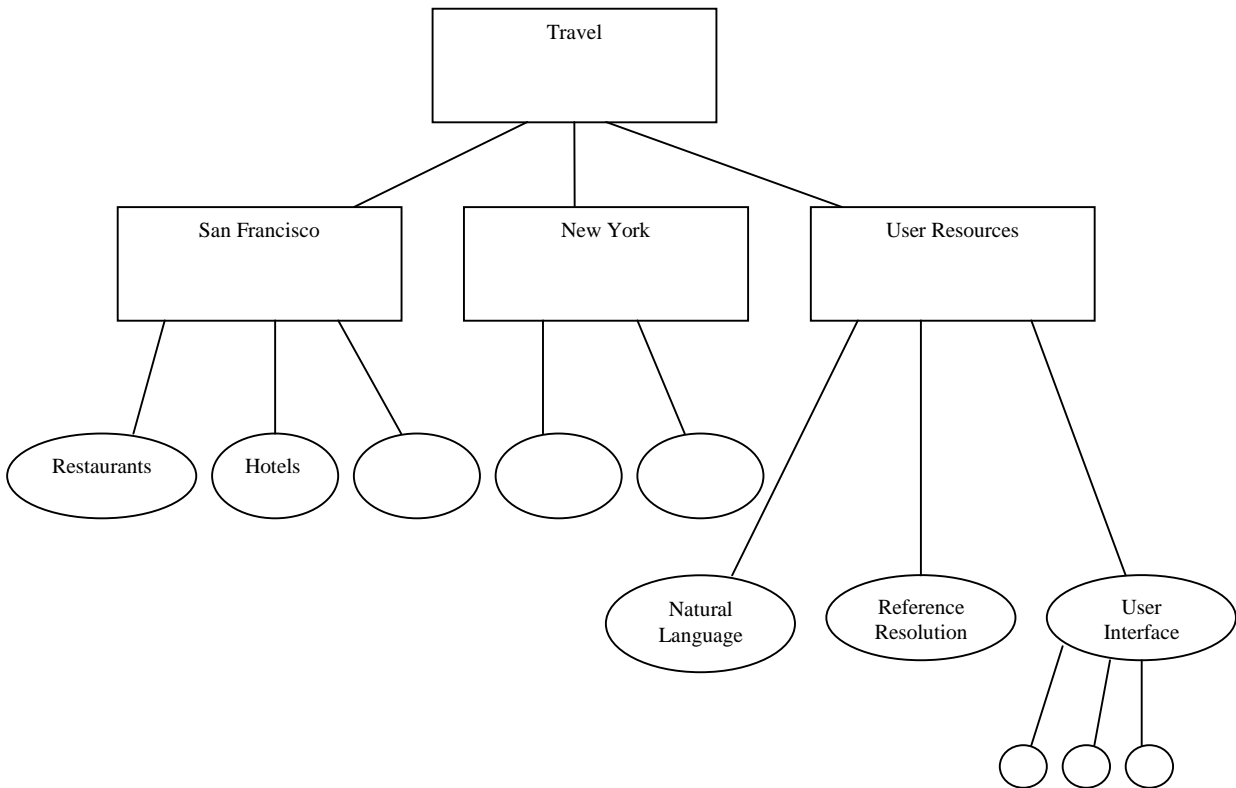 Travel
San Francisco
New York
User Resources
Restaurants
Hotels
Natural
Language
Reference
Resolution
User
Interface